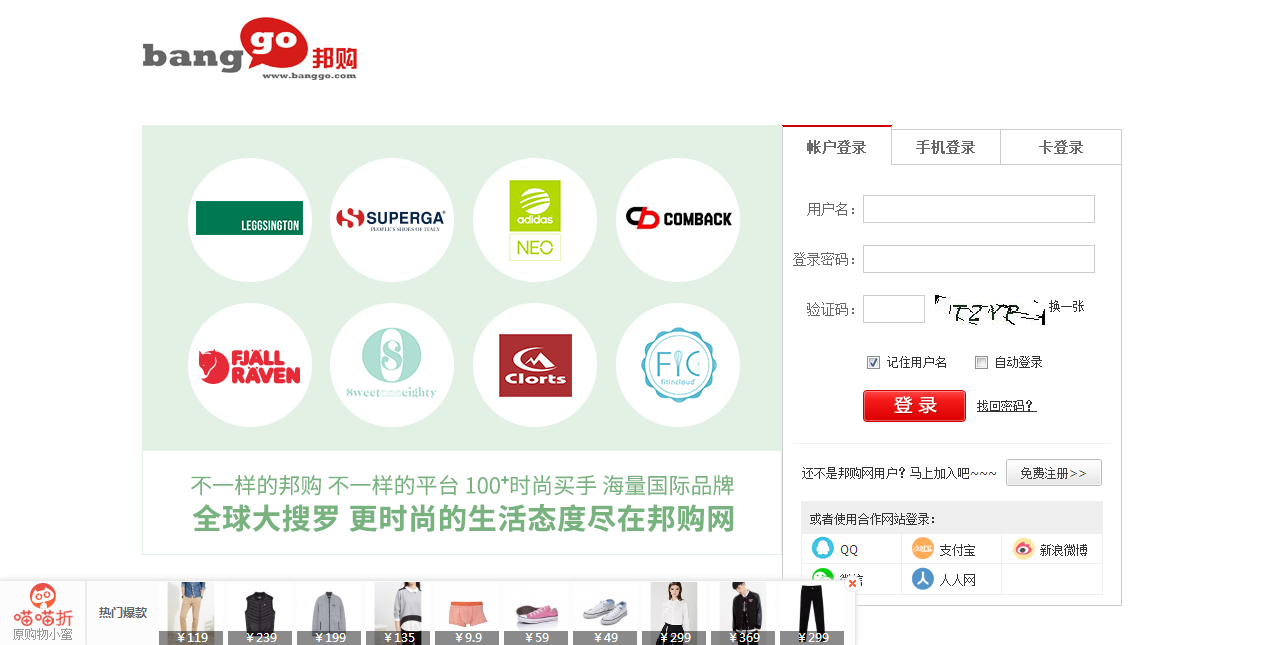 bang go 邦购
www.banggo.com
帐户登录 手机登录 卡登录
LEGGSINGTON
SUPERGA
PEOPLE'S SHOES OF ITALY
adidas
NEO
COMBACK
FJÄLL
RÄVEN
8
8weet one eighty
Clorts
FIC
fitincloud
不一样的邦购 不一样的平台 100+时尚买手 海量国际品牌
全球大搜罗 更时尚的生活态度尽在邦购网
用户名：
登录密码：
验证码： 换一张
记住用户名 自动登录
登 录 找回密码？
还不是邦购网用户？马上加入吧~~~ 免费注册>>
或者使用合作网站登录：
QQ 支付宝 新浪微博
人人网
喵喵折
原购物小蜜
热门爆款
￥119 ￥239 ￥199 ￥135 ￥9.9 ￥59 ￥49 ￥299 ￥369 ￥299